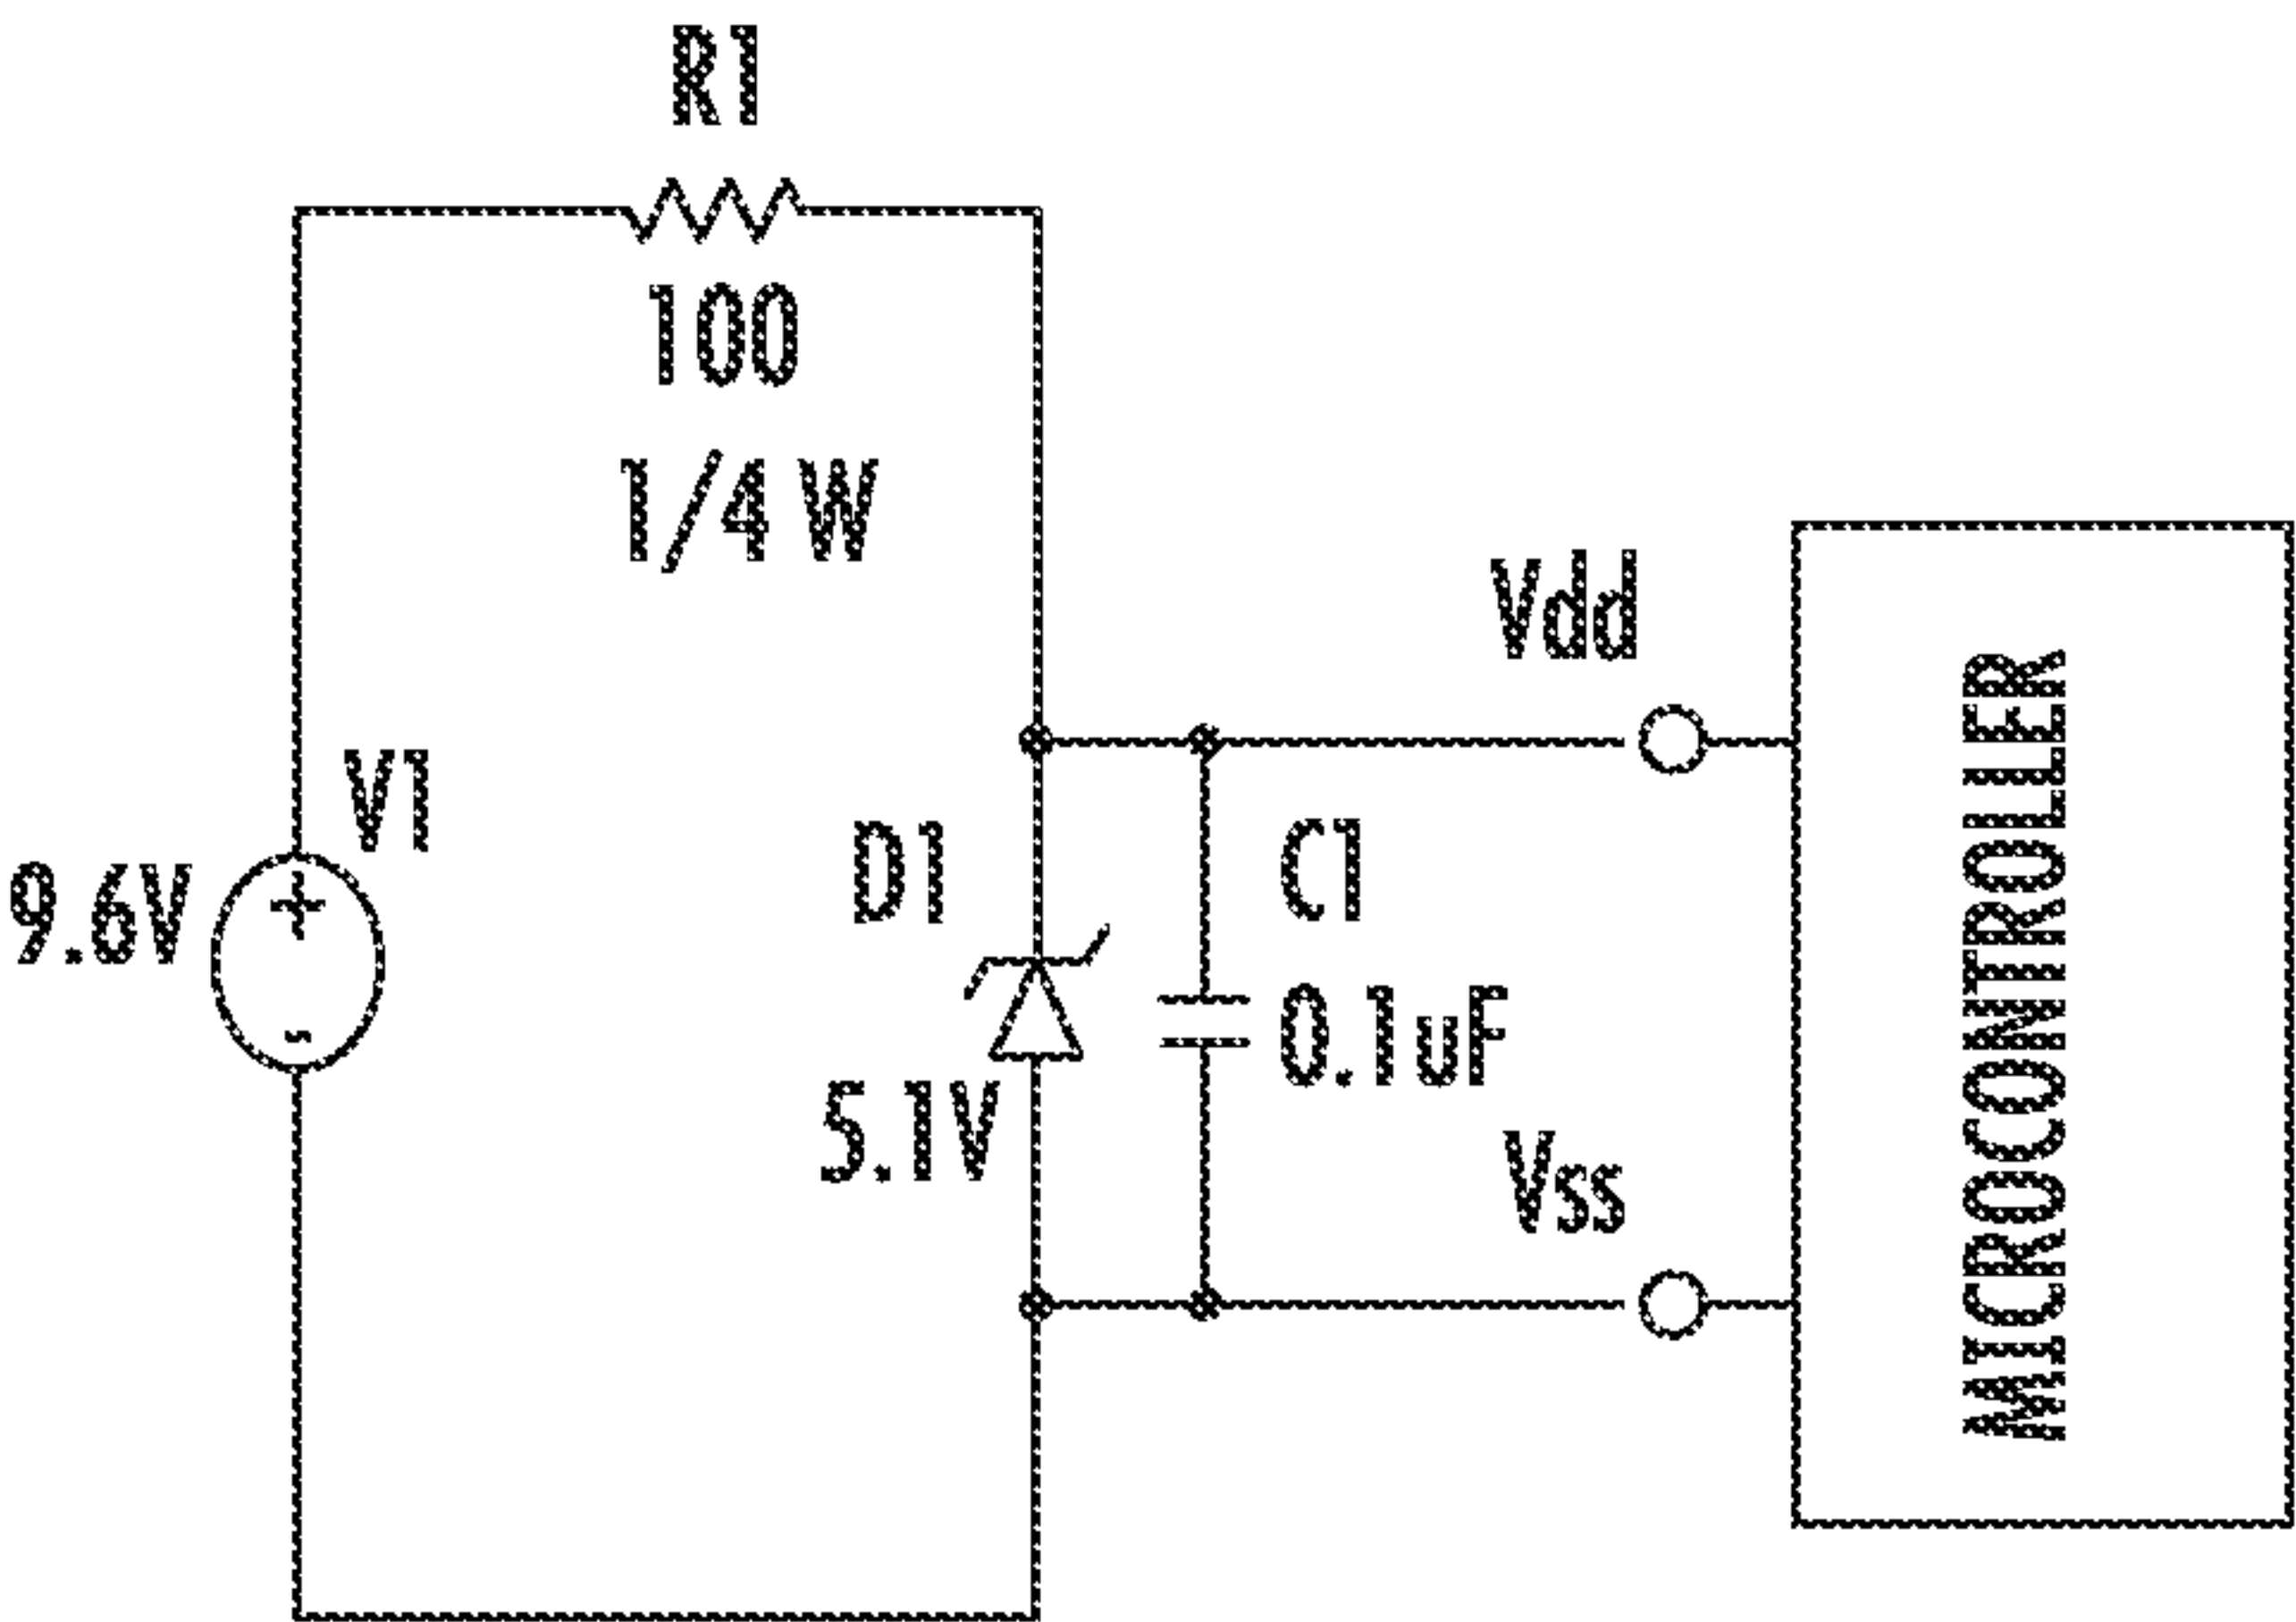 R1
100
1/4 W
Vdd
V1
9.6V
+
D1
C1
0.1uF
-
5.1V
Vss
MICROCONTROLLER